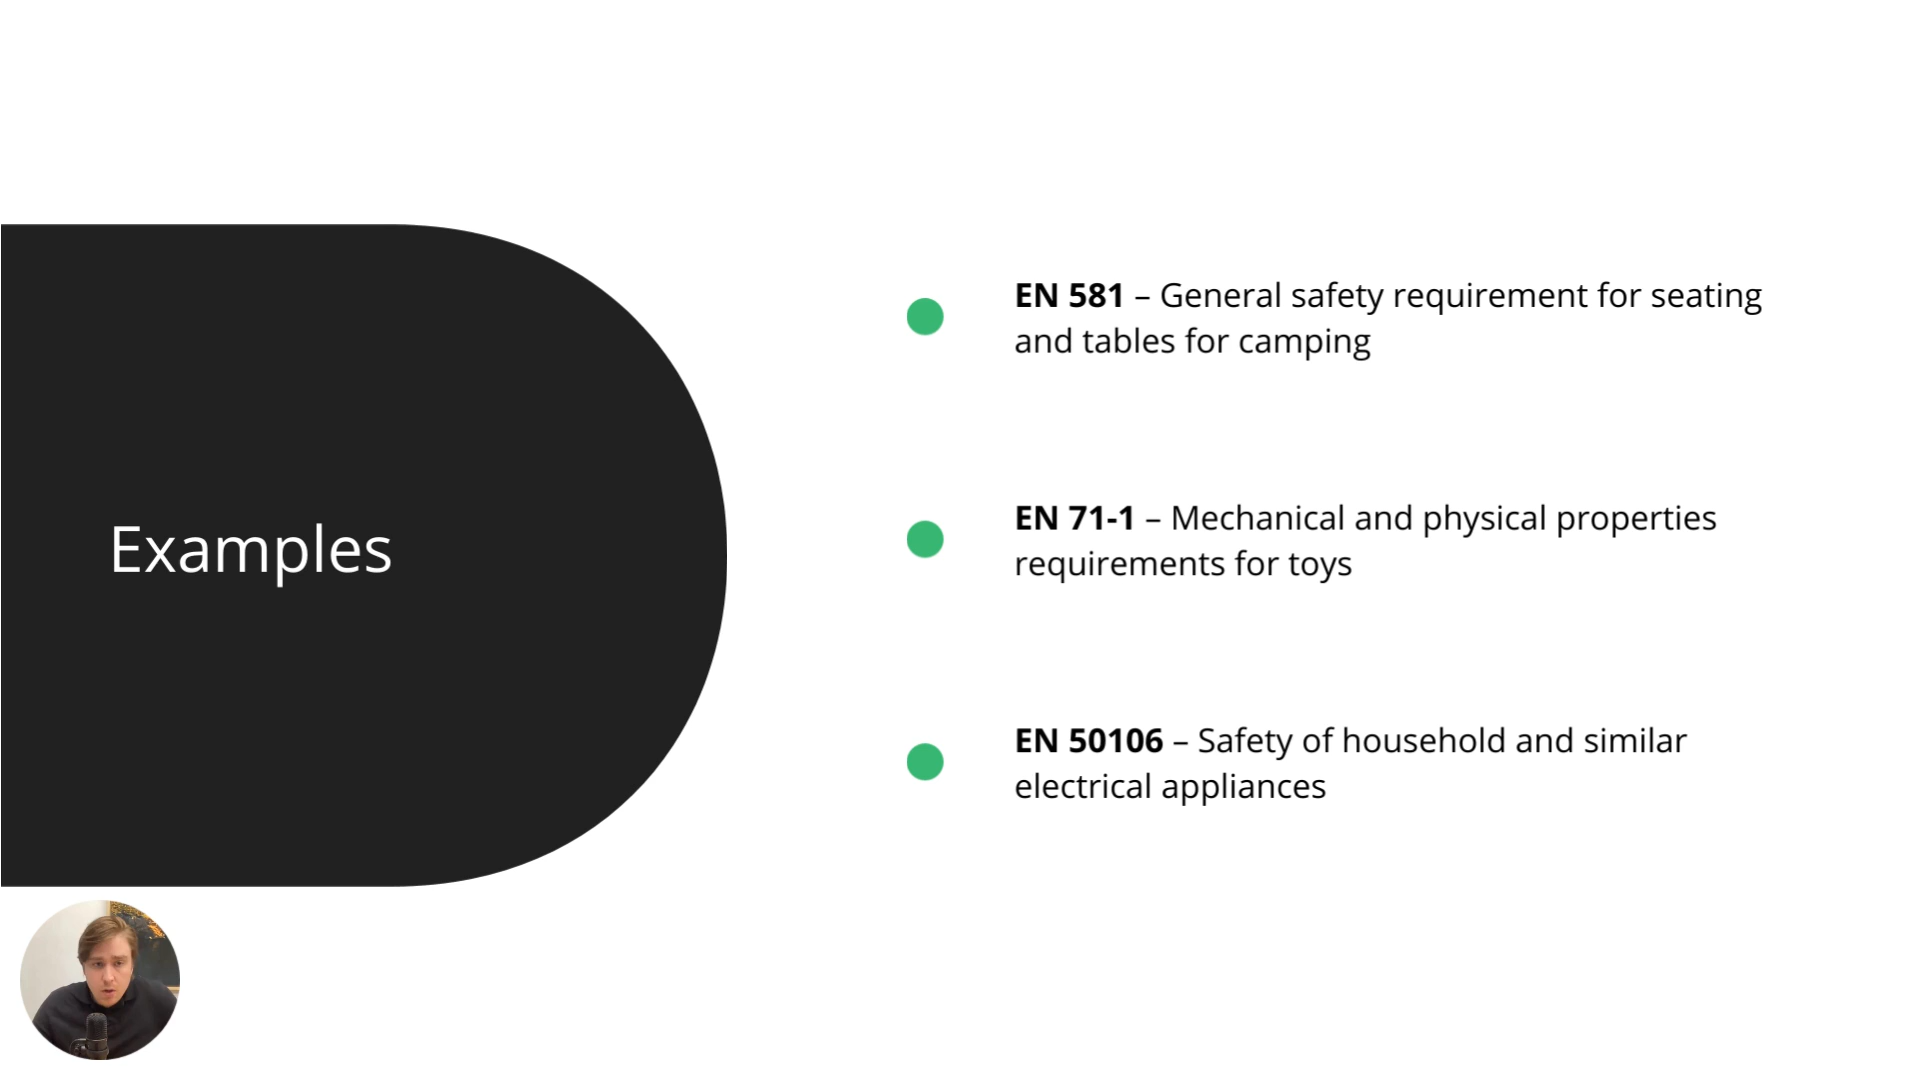 Examples
EN 581 – General safety requirement for seating
and tables for camping
EN 71-1 – Mechanical and physical properties
requirements for toys
EN 50106 – Safety of household and similar
electrical appliances